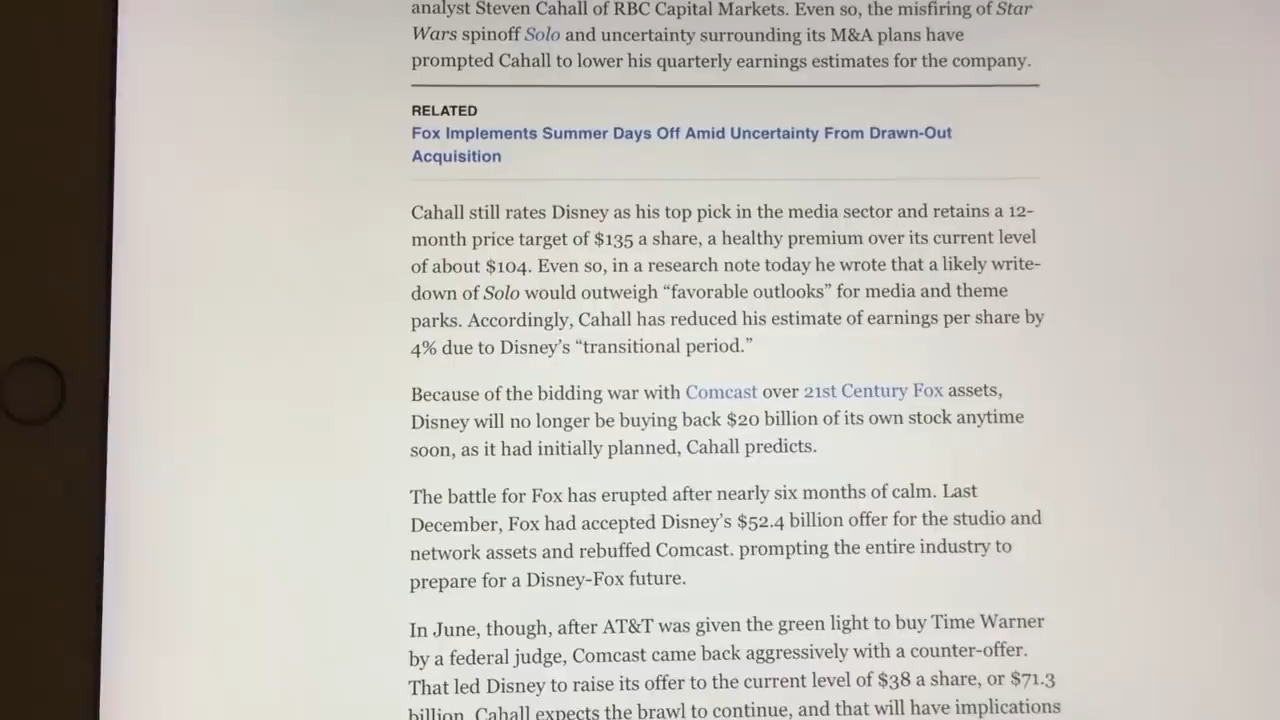 analyst Steven Cahall of RBC Capital Markets. Even so, the misfiring of Star
Wars spinoff Solo and uncertainty surrounding its M&A plans have
prompted Cahall to lower his quarterly earnings estimates for the company.
RELATED
Fox Implements Summer Days Off Amid Uncertainty From Drawn-Out
Acquisition
Cahall still rates Disney as his top pick in the media sector and retains a 12-
month price target of $135 a share, a healthy premium over its current level
of about $104. Even so, in a research note today he wrote that a likely write-
down of Solo would outweigh “favorable outlooks” for media and theme
parks. Accordingly, Cahall has reduced his estimate of earnings per share by
4% due to Disney’s “transitional period.”
Because of the bidding war with Comcast over 21st Century Fox assets,
Disney will no longer be buying back $20 billion of its own stock anytime
soon, as it had initially planned, Cahall predicts.
The battle for Fox has erupted after nearly six months of calm. Last
December, Fox had accepted Disney’s $52.4 billion offer for the studio and
network assets and rebuffed Comcast. prompting the entire industry to
prepare for a Disney-Fox future.
In June, though, after AT&T was given the green light to buy Time Warner
by a federal judge, Comcast came back aggressively with a counter-offer.
That led Disney to raise its offer to the current level of $38 a share, or $71.3
billion. Cahall expects the brawl to continue, and that will have implications